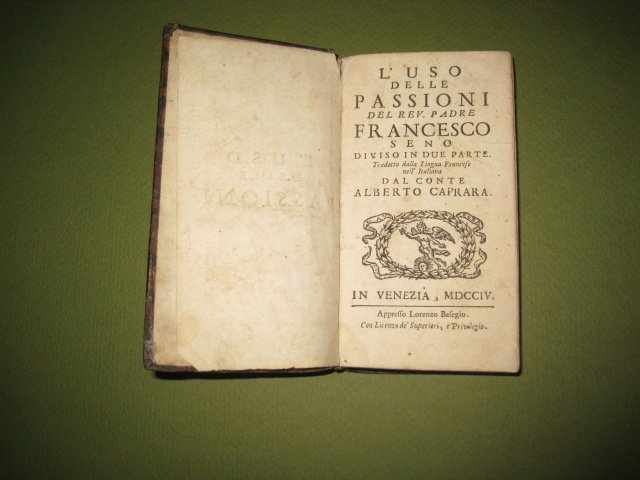 L'USO
DELLE
PASSIONI
DEL REV. PADRE
FRANCESCO
SENO
DIVISO IN DUE PARTE.
Tradotto dalla Lingua Francese
nell' Italiana
DAL CONTE
ALBERTO CAPRARA.
IN VENEZIA, MDCCIV.
Appresso Lorenzo Basegio.
Con Licenza de' Superiori, e Privilegio.